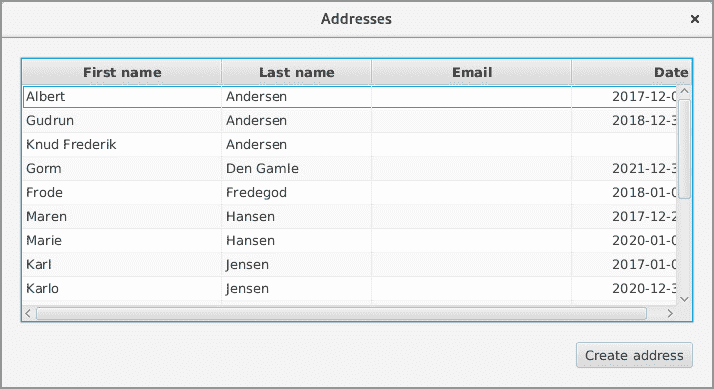 Addresses
First name Last name Email Date
Albert Andersen 2017-12-0
Gudrun Andersen 2018-12-3
Knud Frederik Andersen
Gorm Den Gamle 2021-12-3
Frode Fredegod 2018-01-0
Maren Hansen 2017-12-2
Marie Hansen 2020-01-0
Karl Jensen 2017-01-0
Karlo Jensen 2020-12-3
Create address